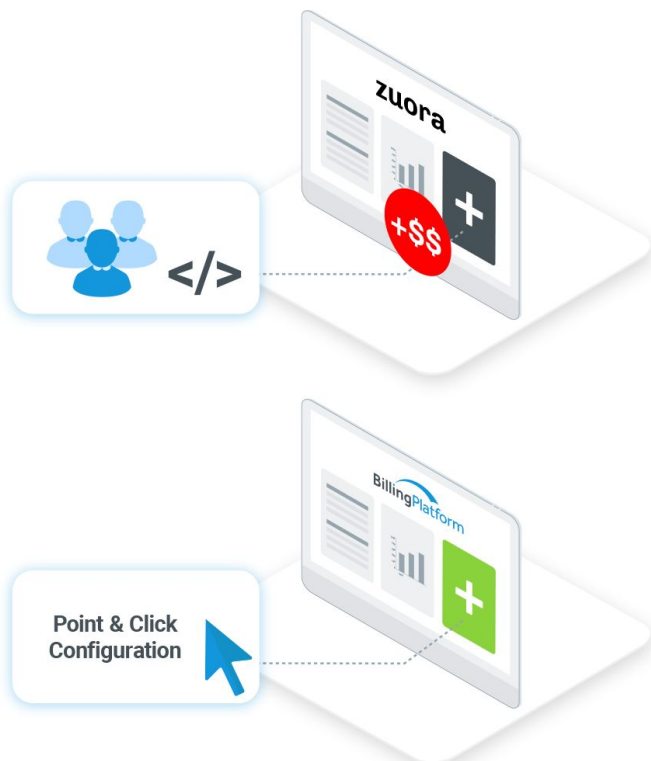 zuora
+
+$$
</>
BillingPlatform
+
Point & Click
Configuration